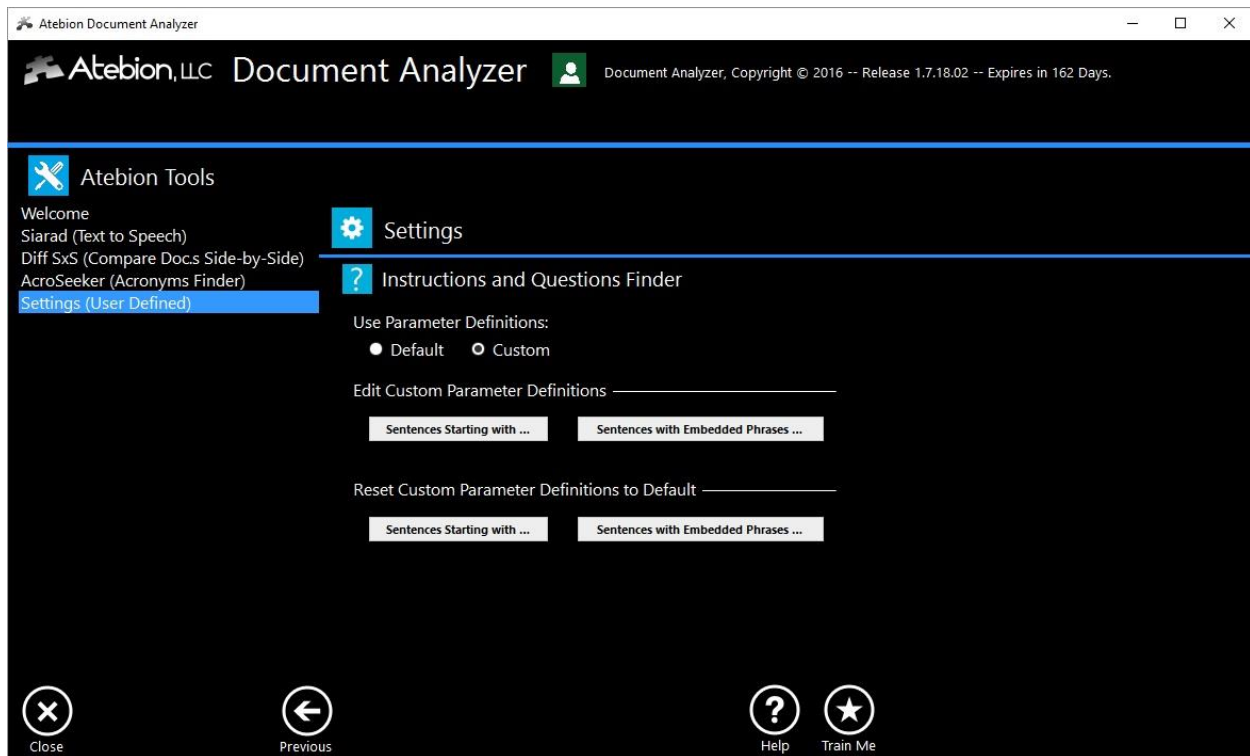 Atebion Document Analyzer
Atebion, LLC Document Analyzer
Document Analyzer, Copyright © 2016 -- Release 1.7.18.02 -- Expires in 162 Days.
Atebion Tools
Welcome
Siarad (Text to Speech)
Diff SxS (Compare Doc.s Side-by-Side)
AcroSeeker (Acronyms Finder)
Settings (User Defined)
Settings
? Instructions and Questions Finder
Use Parameter Definitions:
Default Custom
Edit Custom Parameter Definitions
Sentences Starting with ... Sentences with Embedded Phrases ...
Reset Custom Parameter Definitions to Default
Sentences Starting with ... Sentences with Embedded Phrases ...
?
Close Previous Help Train Me